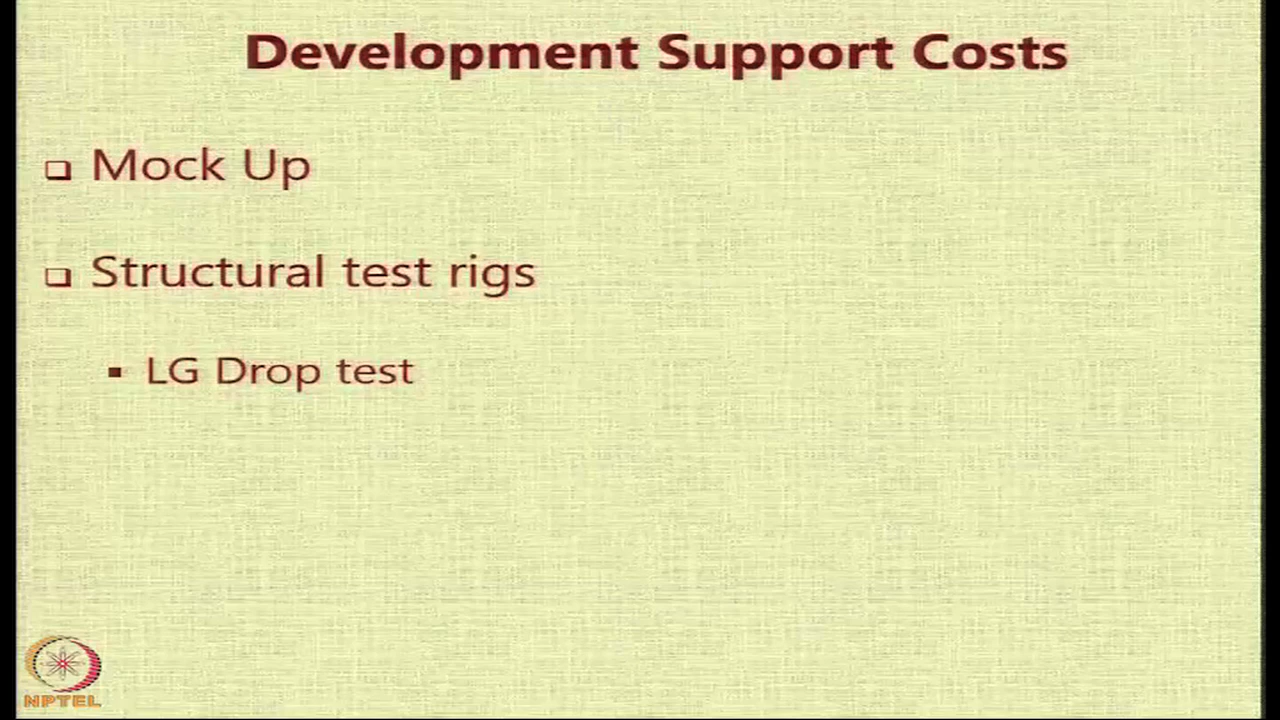 Development Support Costs
Mock Up
Structural test rigs
LG Drop test
NPTEL